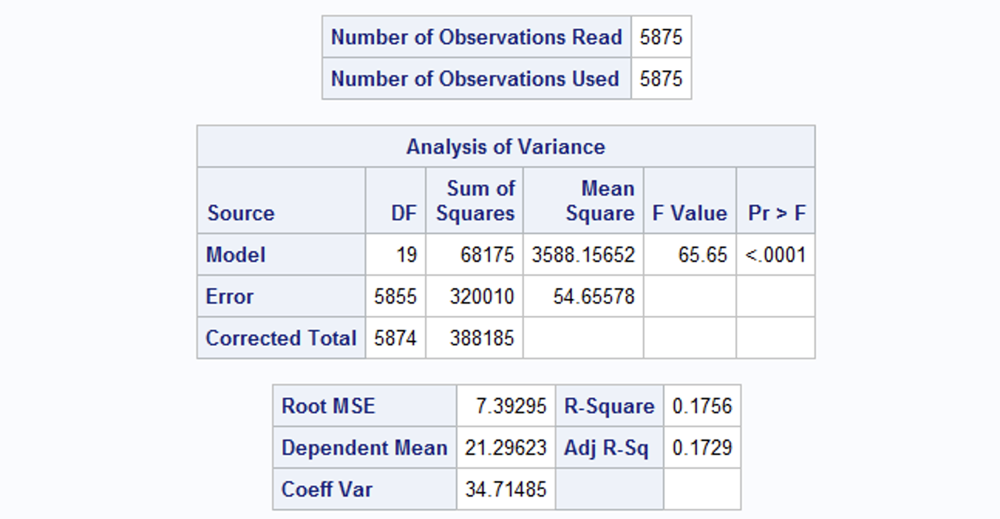 Number of Observations Read 5875
Number of Observations Used 5875
Analysis of Variance
Source DF Sum of Squares Mean Square F Value Pr > F
Model 19 68175 3588.15652 65.65 <.0001
Error 5855 320010 54.65578
Corrected Total 5874 388185
Root MSE 7.39295 R-Square 0.1756
Dependent Mean 21.29623 Adj R-Sq 0.1729
Coeff Var 34.71485